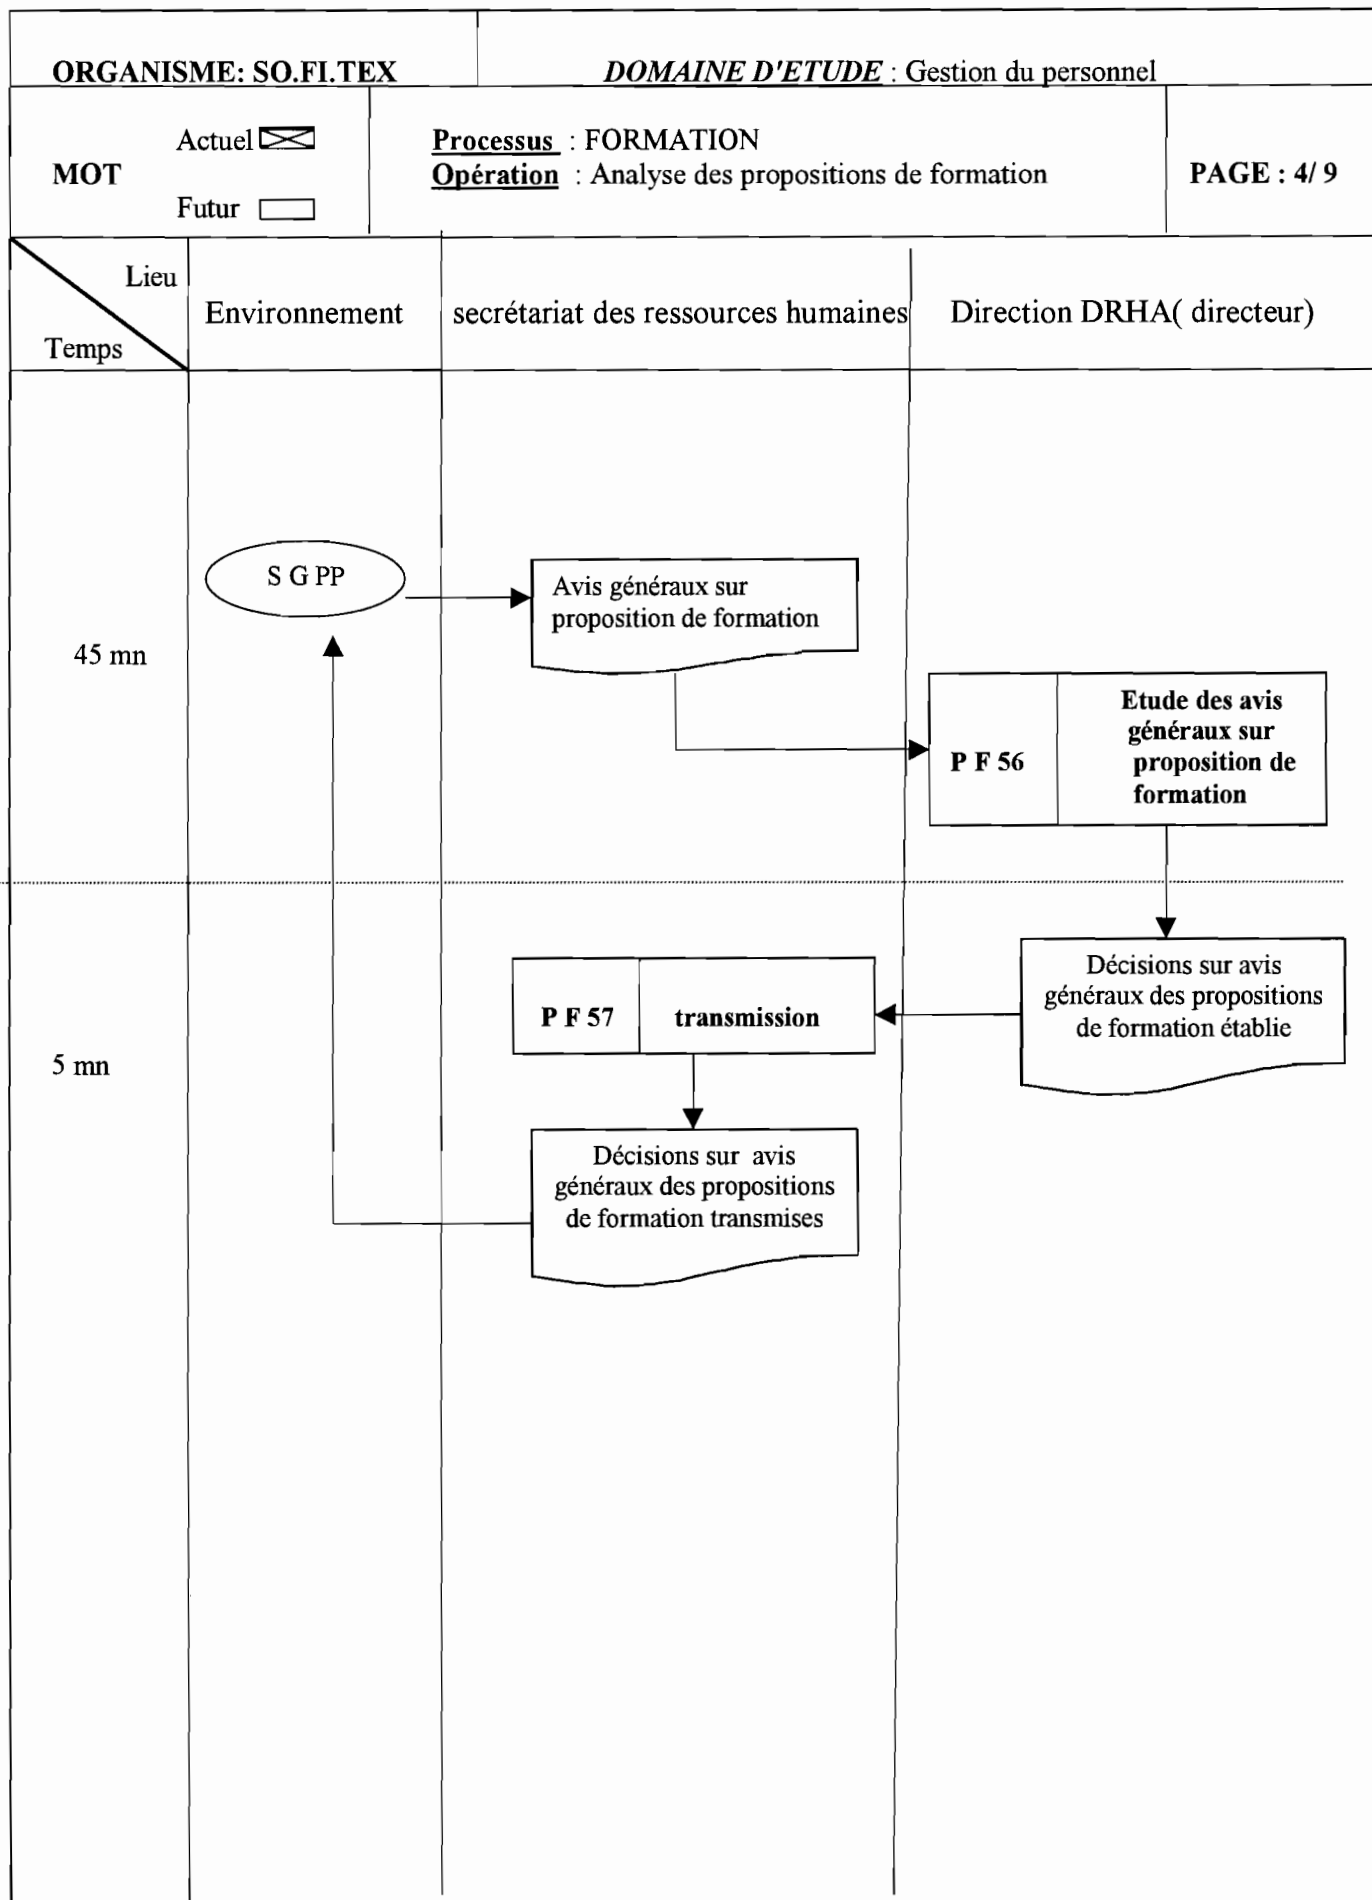 ORGANISME: SO.FI.TEX
DOMAINE D'ETUDE : Gestion du personnel
MOT
Actuel
Futur
Processus : FORMATION
Opération : Analyse des propositions de formation
PAGE : 4/ 9
Lieu
Temps
Environnement
secrétariat des ressources humaines
Direction DRHA( directeur)
45 mn
S G PP
Avis généraux sur
proposition de formation
P F 56
Etude des avis
généraux sur
proposition de
formation
5 mn
P F 57
transmission
Décisions sur avis
généraux des propositions
de formation établie
Décisions sur avis
généraux des propositions
de formation transmises